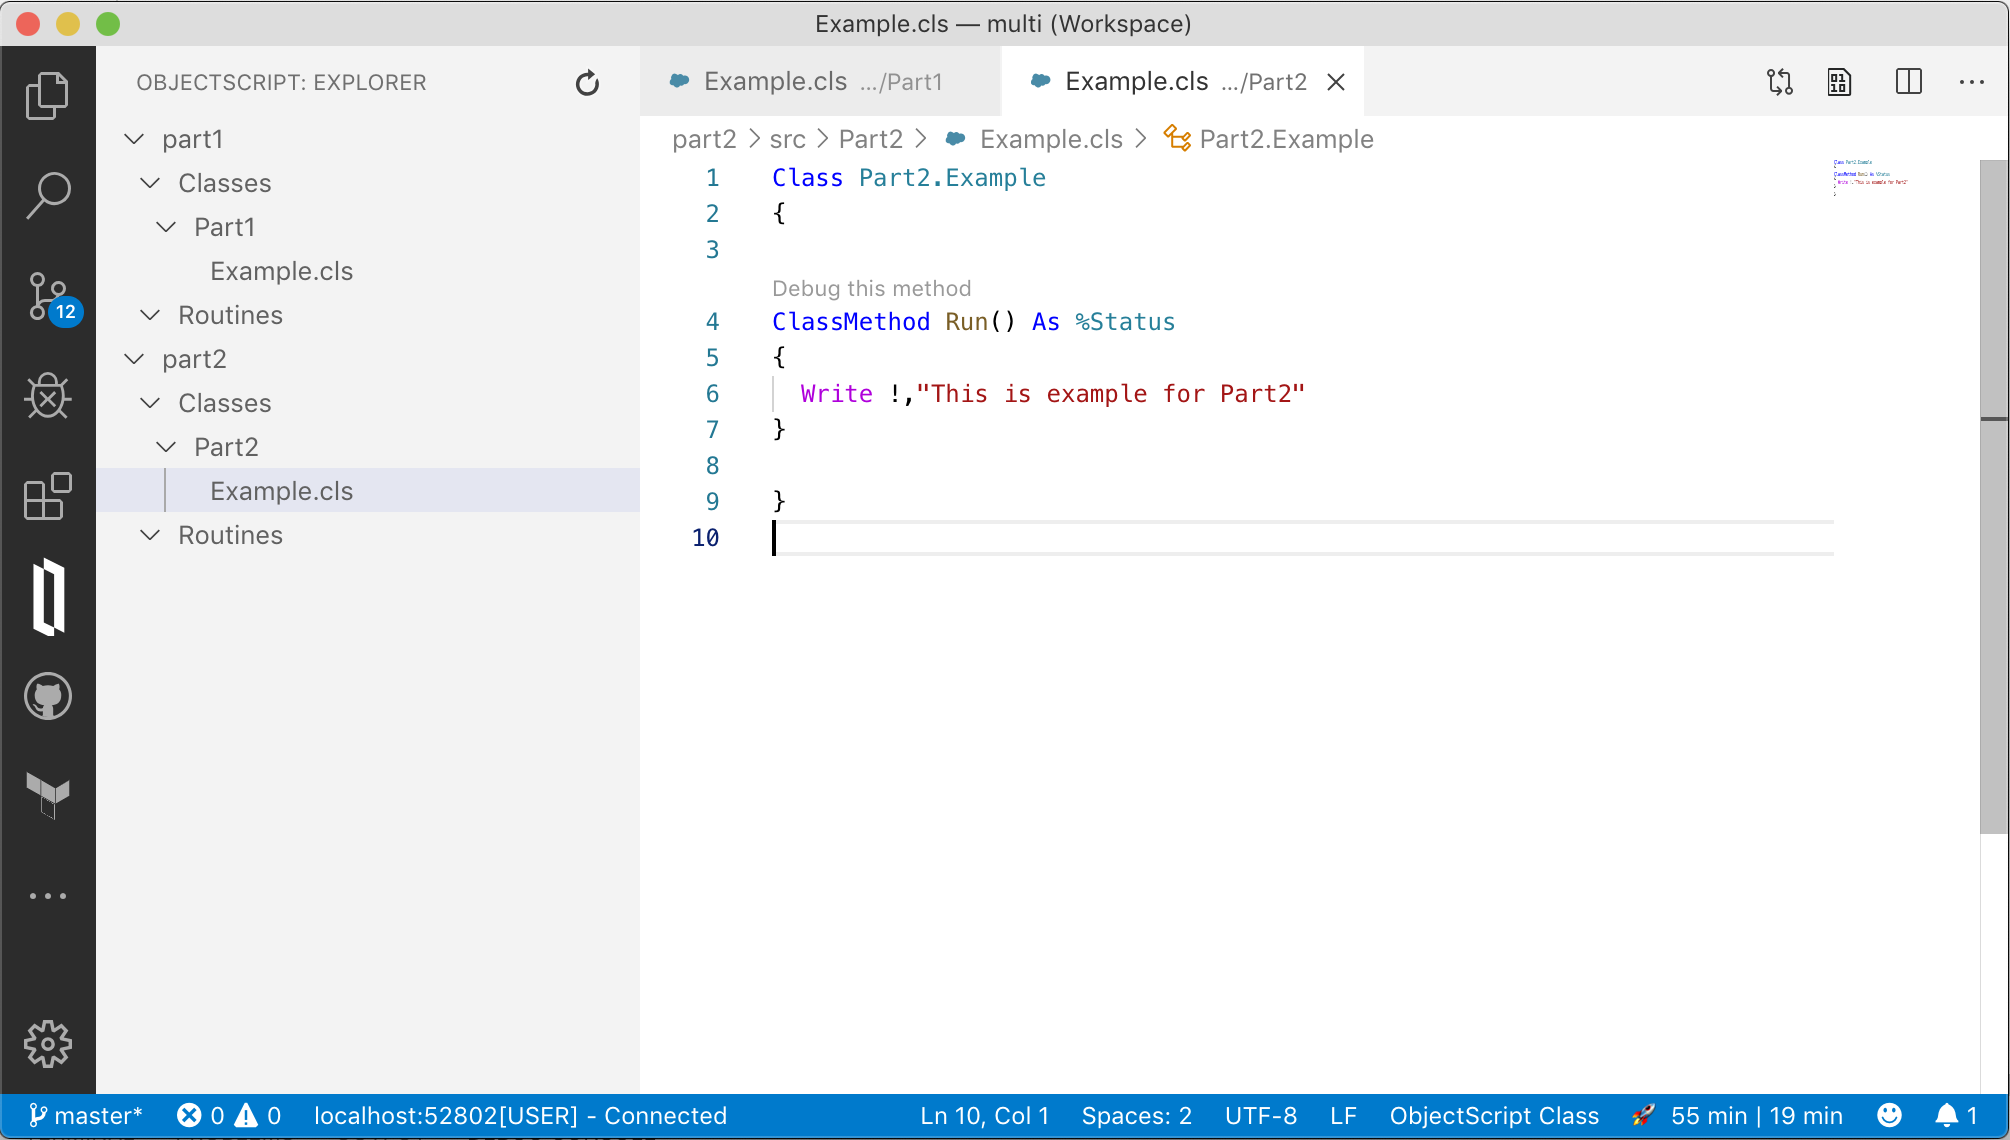 Example.cls — multi (Workspace)
OBJECTSCRIPT: EXPLORER
part1
Classes
Part1
Example.cls
Routines
part2
Classes
Part2
Example.cls
Routines
12
Example.cls .../Part1
Example.cls .../Part2
part2 > src > Part2 > Example.cls > Part2.Example
1 Class Part2.Example
2 {
3
Debug this method
4 ClassMethod Run() As %Status
5 {
6 Write !,"This is example for Part2"
7 }
8
9 }
10
master* 0 0 localhost:52802[USER] - Connected Ln 10, Col 1 Spaces: 2 UTF-8 LF ObjectScript Class 🚀 55 min | 19 min 1